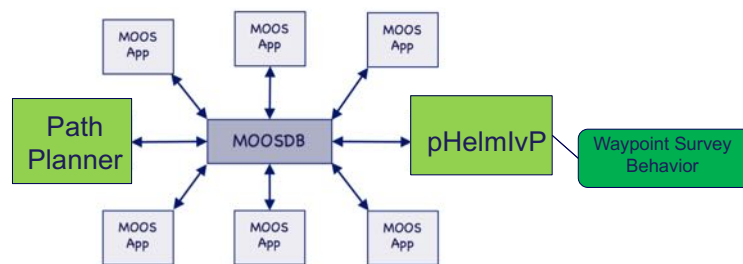 MOOS
App
MOOS
App
MOOS
App
Path
Planner
MOOSDB
pHelmIvP
Waypoint Survey
Behavior
MOOS
App
MOOS
App
MOOS
App